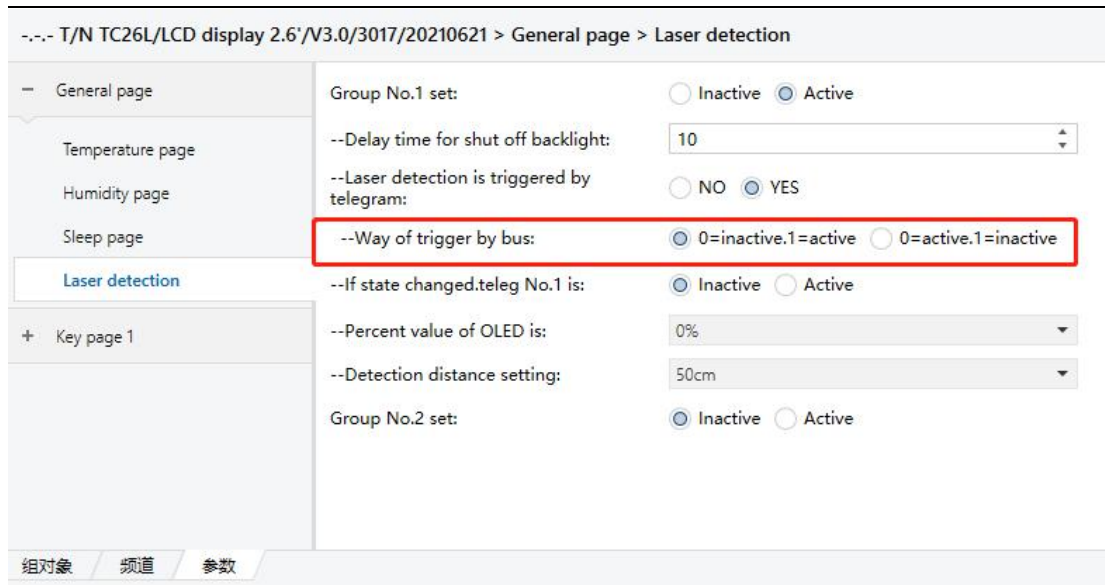 -.-.- T/N TC26L/LCD display 2.6'/V3.0/3017/20210621 > General page > Laser detection
− General page
Temperature page
Humidity page
Sleep page
Laser detection
+ Key page 1
Group No.1 set: Inactive Active
--Delay time for shut off backlight: 10
--Laser detection is triggered by
telegram: NO YES
--Way of trigger by bus: 0=inactive.1=active 0=active.1=inactive
--If state changed.teleg No.1 is: Inactive Active
--Percent value of OLED is: 0%
--Detection distance setting: 50cm
Group No.2 set: Inactive Active
组对象 频道 参数